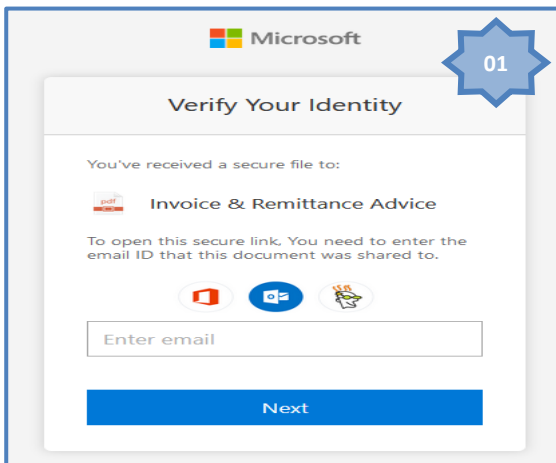 Microsoft
01
Verify Your Identity
You've received a secure file to:
pdf
Invoice & Remittance Advice
To open this secure link, You need to enter the
email ID that this document was shared to.
Enter email
Next